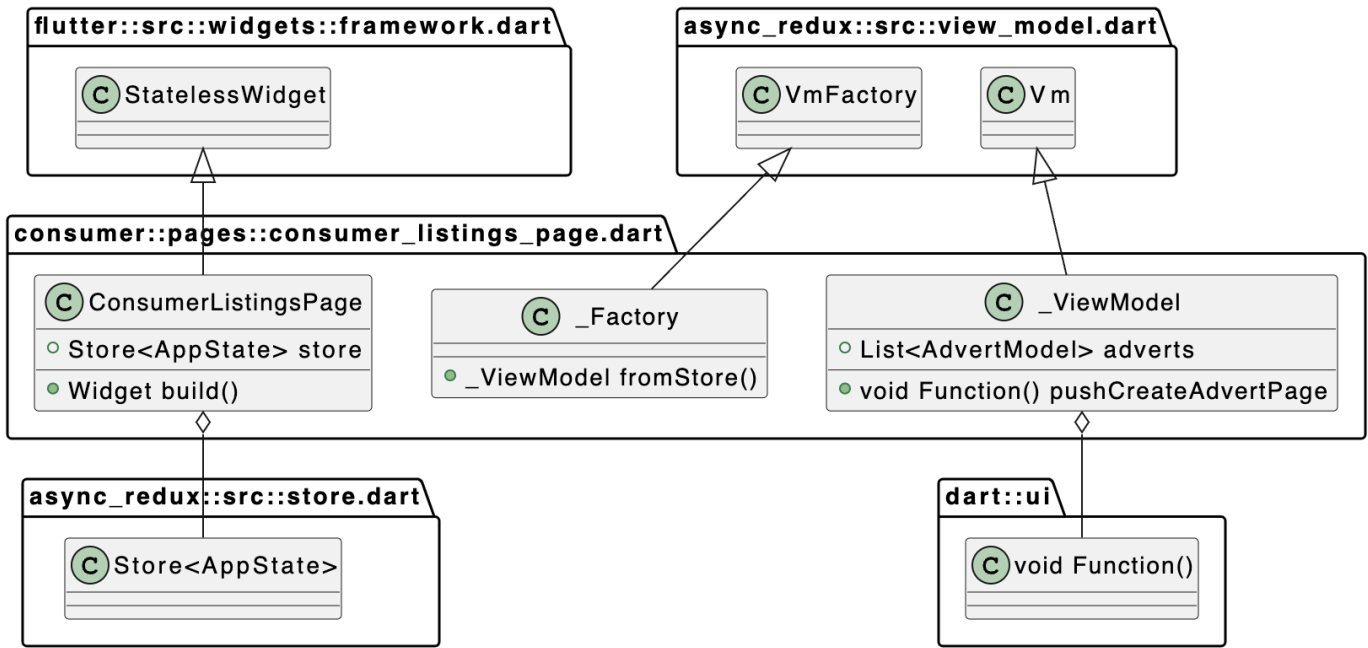 flutter::src::widgets::framework.dart
async_redux::src::view_model.dart
C StatelessWidget
C VmFactory
C Vm
consumer::pages::consumer_listings_page.dart
C ConsumerListingsPage
Store<AppState> store
Widget build()
C _Factory
_ViewModel fromStore()
C _ViewModel
List<AdvertModel> adverts
void Function() pushCreateAdvertPage
async_redux::src::store.dart
dart::ui
C Store<AppState>
C void Function()